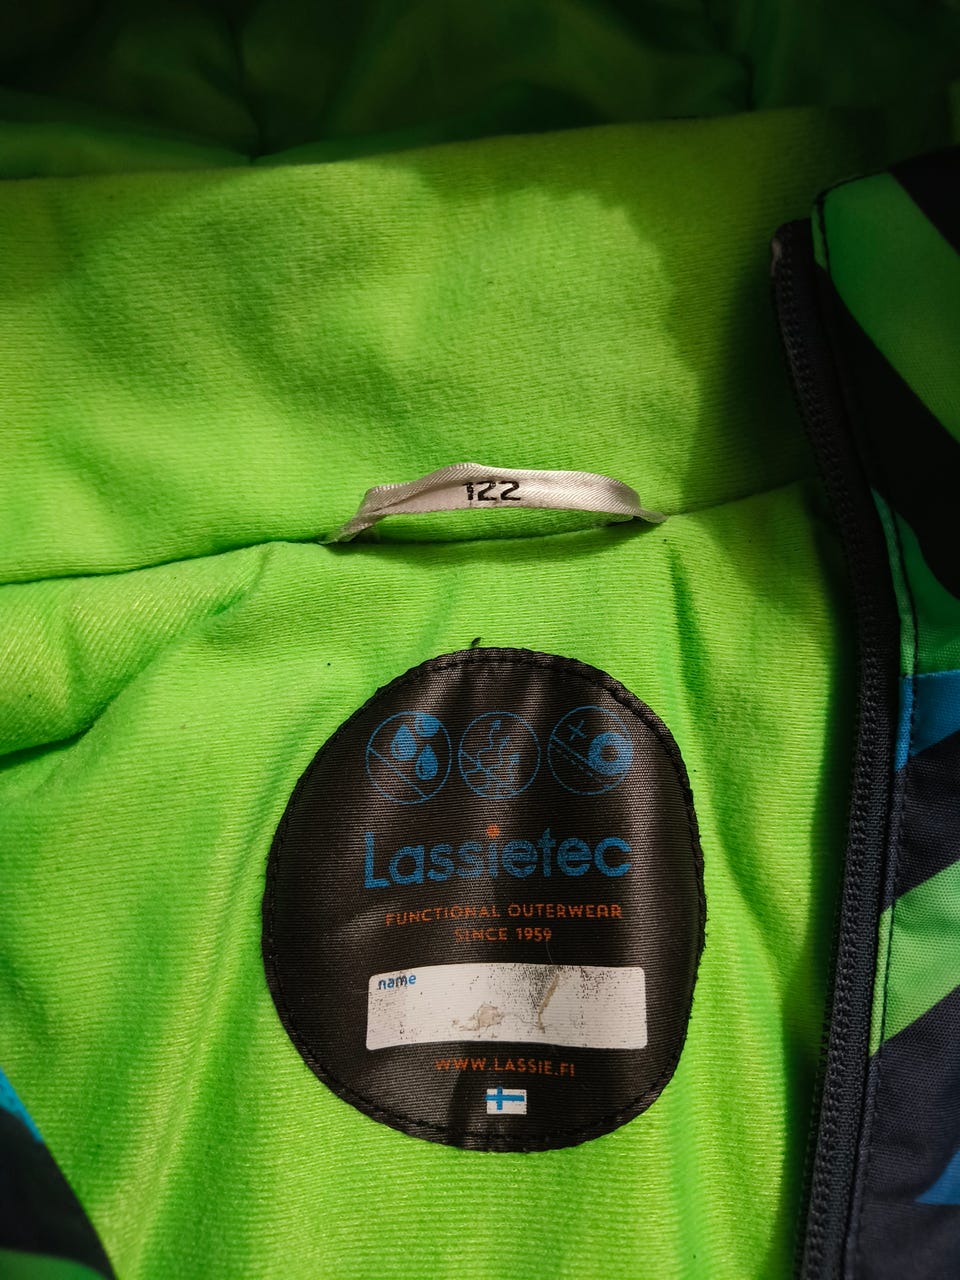 122
Lassietec
FUNCTIONAL OUTERWEAR
SINCE 1959
name
WWW.LASSIE.FI